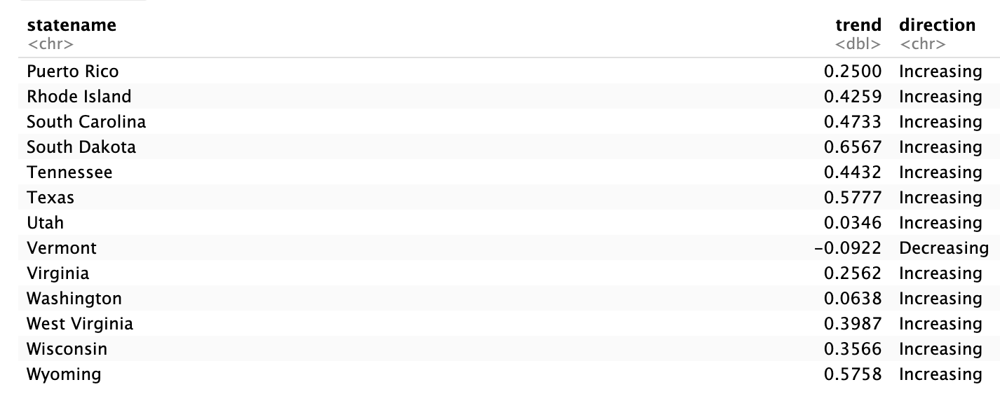 statename trend direction
<chr> <dbl> <chr>
Puerto Rico 0.2500 Increasing
Rhode Island 0.4259 Increasing
South Carolina 0.4733 Increasing
South Dakota 0.6567 Increasing
Tennessee 0.4432 Increasing
Texas 0.5777 Increasing
Utah 0.0346 Increasing
Vermont −0.0922 Decreasing
Virginia 0.2562 Increasing
Washington 0.0638 Increasing
West Virginia 0.3987 Increasing
Wisconsin 0.3566 Increasing
Wyoming 0.5758 Increasing